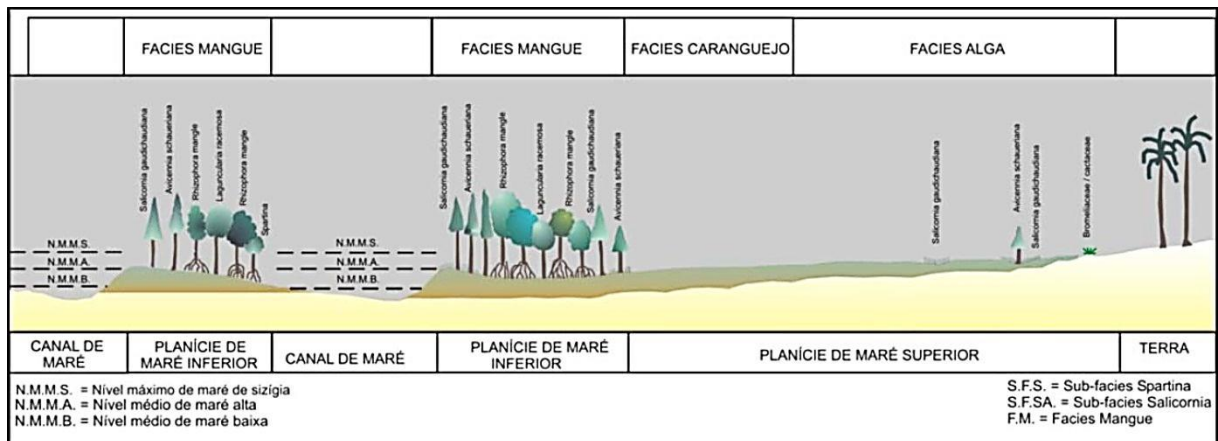 FACIES MANGUE
FACIES MANGUE
FACIES CARANGUEJO
FACIES ALGA
Salicornia gaudichaudiana
Avicennia schaueriana
Rhizophora mangle
Laguncularia racemosa
Rhizophora mangle
Spartina
Salicornia gaudichaudiana
Avicennia schaueriana
Rhizophora mangle
Laguncularia racemosa
Rhizophora mangle
Salicornia gaudichaudiana
Avicennia schaueriana
Salicornia gaudichaudiana
Avicennia schaueriana
Salicornia gaudichaudiana
Bromeliaceae / cactaceae
N.M.M.S.
N.M.M.A.
N.M.M.B.
N.M.M.S.
N.M.M.A.
N.M.M.B.
CANAL DE
MARÉ
PLANÍCIE DE
MARÉ INFERIOR
CANAL DE MARÉ
PLANÍCIE DE MARÉ
INFERIOR
PLANÍCIE DE MARÉ SUPERIOR
TERRA
N.M.M.S. = Nível máximo de maré de sizígia
N.M.M.A. = Nível médio de maré alta
N.M.M.B. = Nível médio de maré baixa
S.F.S. = Sub-facies Spartina
S.F.SA. = Sub-facies Salicornia
F.M. = Facies Mangue